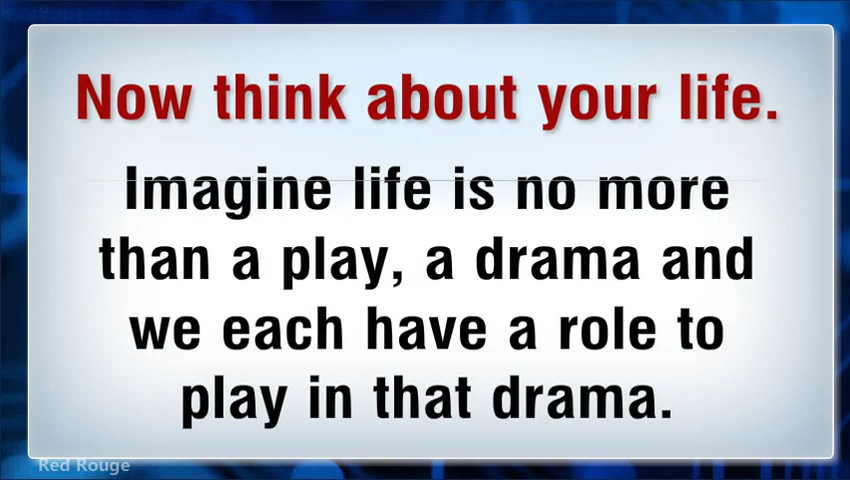 Now think about your life.
Imagine life is no more
than a play, a drama and
we each have a role to
play in that drama.
Red Rouge